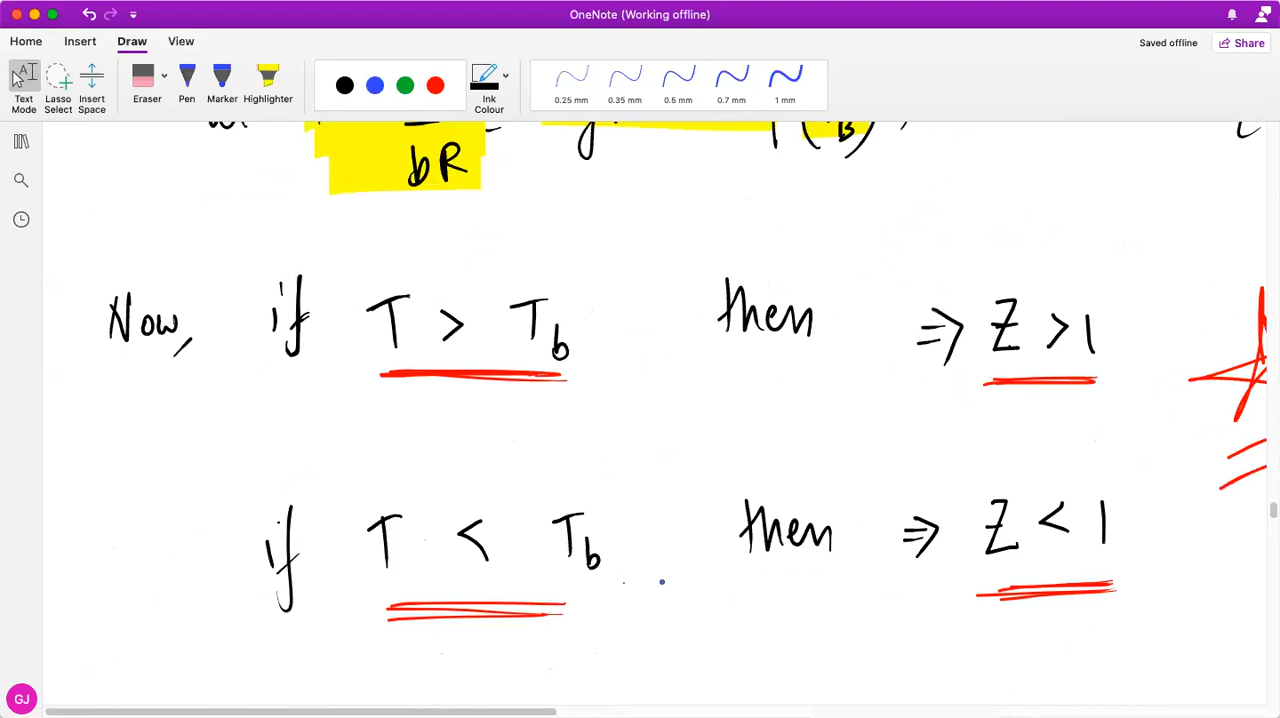 OneNote (Working offline)
Home Insert Draw View
Saved offline Share
Text Mode
Lasso Select
Insert Space
Eraser
Pen
Marker
Highlighter
Ink Colour
0.25 mm 0.35 mm 0.5 mm 0.7 mm 1 mm
bR
Now, if T > Tb then ⇒ Z > 1
if T < Tb then ⇒ Z < 1
GJ